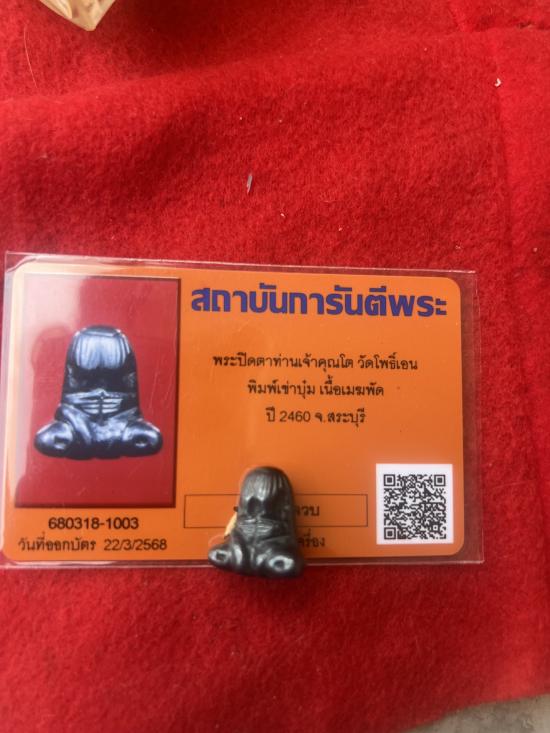 สถาบันการันตีพระ
พระปิดตาท่านเจ้าคุณโต วัดโพธิ์เอน
พิมพ์เข่าบุ๋ม เนื้อเมฆพัด
ปี 2460 จ.สระบุรี
680318-1003
วันที่ออกบัตร 22/3/2568